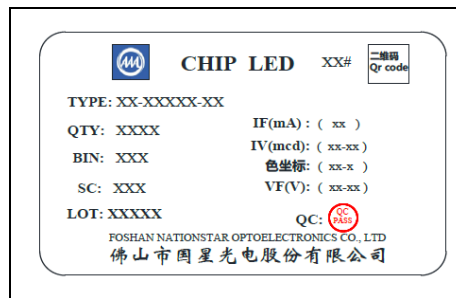 CHIP LED XX# 二维码
Qr code
TYPE: XX-XXXXX-XX
QTY: XXXX IF(mA) : ( xx )
IV(mcd): ( xx-xx )
BIN: XXX 色坐标: ( xx-x )
SC: XXX VF(V): ( xx-xx )
LOT: XXXXX QC: QC
PASS
FOSHAN NATIONSTAR OPTOELECTRONICS CO., LTD
佛山市国星光电股份有限公司